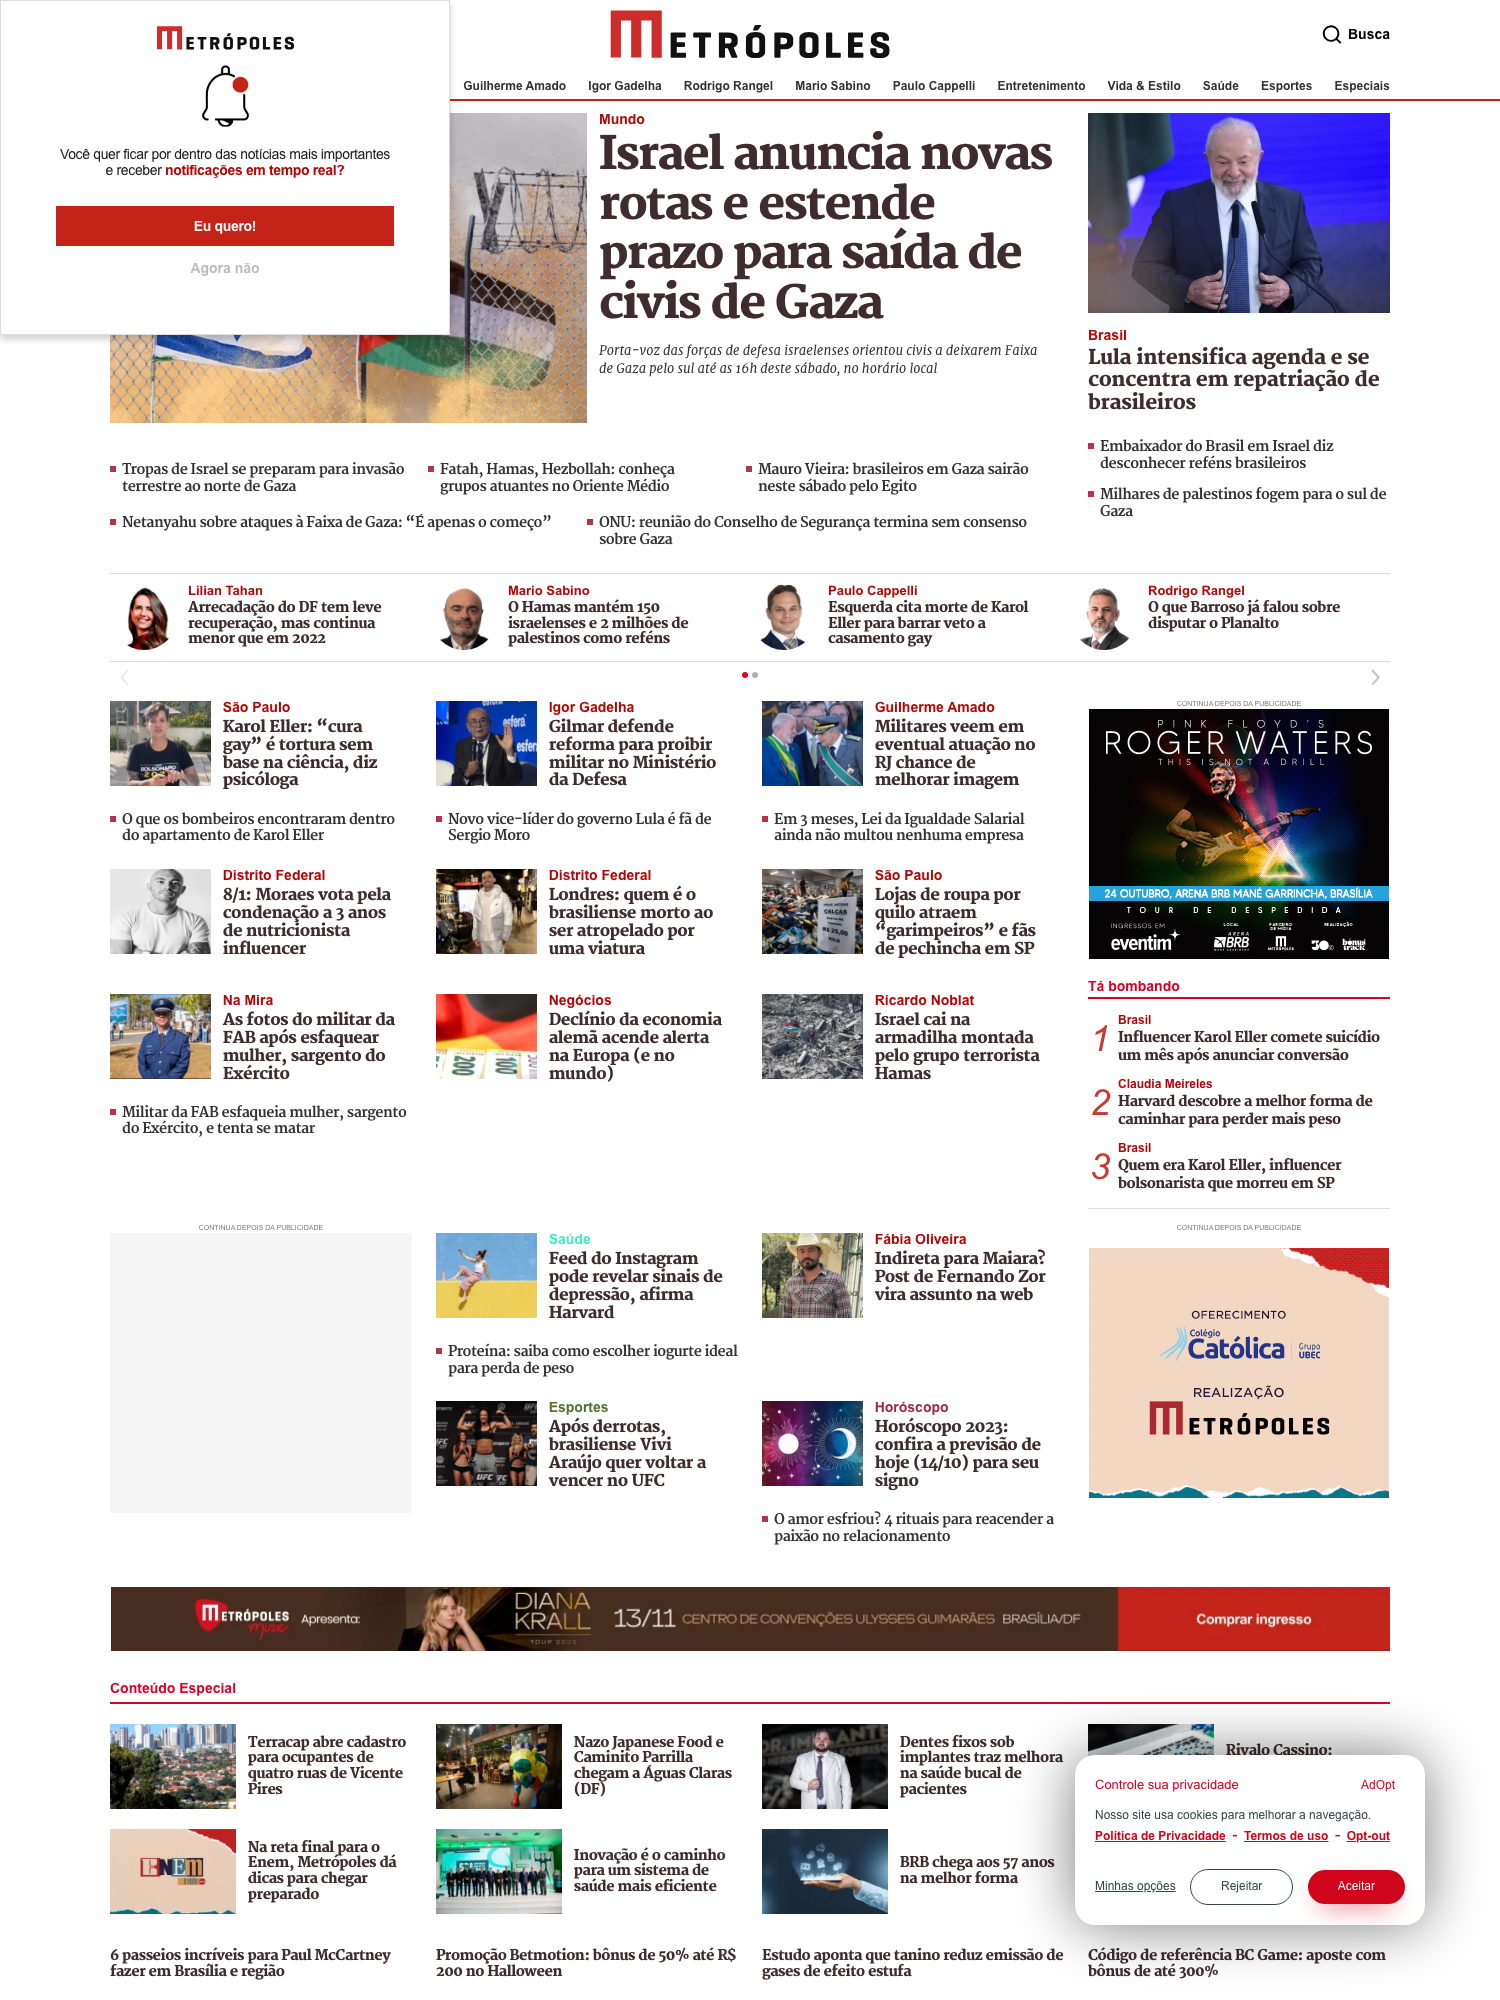 METRÓPOLES
Você quer ficar por dentro das notícias mais importantes
e receber notificações em tempo real?
Eu quero!
Agora não
METRÓPOLES
Busca
Guilherme Amado
Igor Gadelha
Rodrigo Rangel
Mario Sabino
Paulo Cappelli
Entretenimento
Vida & Estilo
Saúde
Esportes
Especiais
Mundo
Israel anuncia novas
rotas e estende
prazo para saída de
civis de Gaza
Porta-voz das forças de defesa israelenses orientou civis a deixarem Faixa
de Gaza pelo sul até as 16h deste sábado, no horário local
Brasil
Lula intensifica agenda e se
concentra em repatriação de
brasileiros
Embaixador do Brasil em Israel diz
desconhecer reféns brasileiros
Milhares de palestinos fogem para o sul de
Gaza
Tropas de Israel se preparam para invasão
terrestre ao norte de Gaza
Fatah, Hamas, Hezbollah: conheça
grupos atuantes no Oriente Médio
Mauro Vieira: brasileiros em Gaza sairão
neste sábado pelo Egito
Netanyahu sobre ataques à Faixa de Gaza: “É apenas o começo”
ONU: reunião do Conselho de Segurança termina sem consenso
sobre Gaza
Lilian Tahan
Arrecadação do DF tem leve
recuperação, mas continua
menor que em 2022
Mario Sabino
O Hamas mantém 150
israelenses e 2 milhões de
palestinos como reféns
Paulo Cappelli
Esquerda cita morte de Karol
Eller para barrar veto a
casamento gay
Rodrigo Rangel
O que Barroso já falou sobre
disputar o Planalto
São Paulo
Karol Eller: “cura
gay” é tortura sem
base na ciência, diz
psicóloga
O que os bombeiros encontraram dentro
do apartamento de Karol Eller
Igor Gadelha
Gilmar defende
reforma para proibir
militar no Ministério
da Defesa
Novo vice-líder do governo Lula é fã de
Sergio Moro
Guilherme Amado
Militares veem em
eventual atuação no
RJ chance de
melhorar imagem
Em 3 meses, Lei da Igualdade Salarial
ainda não multou nenhuma empresa
CONTINUA DEPOIS DA PUBLICIDADE
PINK FLOYD'S
ROGER WATERS
THIS IS NOT A DRILL
24 OUTUBRO, ARENA BRB MANÉ GARRINCHA, BRASÍLIA
TOUR DE DESPEDIDA
INGRESSOS EM
eventim
LOCAL
ARENA
BRB
PARCEIRO
DE MÍDIA
METRÓPOLES
REALIZAÇÃO
30e
bonus
track
Distrito Federal
8/1: Moraes vota pela
condenação a 3 anos
de nutricionista
influencer
Distrito Federal
Londres: quem é o
brasiliense morto ao
ser atropelado por
uma viatura
São Paulo
Lojas de roupa por
quilo atraem
“garimpeiros” e fãs
de pechincha em SP
CALÇAS
R$ 25,00
Na Mira
As fotos do militar da
FAB após esfaquear
mulher, sargento do
Exército
Militar da FAB esfaqueia mulher, sargento
do Exército, e tenta se matar
Negócios
Declínio da economia
alemã acende alerta
na Europa (e no
mundo)
Ricardo Noblat
Israel cai na
armadilha montada
pelo grupo terrorista
Hamas
Tá bombando
1
Brasil
Influencer Karol Eller comete suicídio
um mês após anunciar conversão
2
Claudia Meireles
Harvard descobre a melhor forma de
caminhar para perder mais peso
3
Brasil
Quem era Karol Eller, influencer
bolsonarista que morreu em SP
CONTINUA DEPOIS DA PUBLICIDADE
Saúde
Feed do Instagram
pode revelar sinais de
depressão, afirma
Harvard
Proteína: saiba como escolher iogurte ideal
para perda de peso
Fábia Oliveira
Indireta para Maiara?
Post de Fernando Zor
vira assunto na web
CONTINUA DEPOIS DA PUBLICIDADE
OFERECIMENTO
Colégio
Católica
Grupo
UBEC
REALIZAÇÃO
METRÓPOLES
Esportes
Após derrotas,
brasiliense Vivi
Araújo quer voltar a
vencer no UFC
Horóscopo
Horóscopo 2023:
confira a previsão de
hoje (14/10) para seu
signo
O amor esfriou? 4 rituais para reacender a
paixão no relacionamento
METRÓPOLES
music
Apresenta:
DIANA
KRALL
TOUR 2023
13/11 CENTRO DE CONVENÇÕES ULYSSES GUIMARÃES BRASÍLIA/DF
Comprar ingresso
Conteúdo Especial
Terracap abre cadastro
para ocupantes de
quatro ruas de Vicente
Pires
Nazo Japanese Food e
Caminito Parrilla
chegam a Águas Claras
(DF)
Dentes fixos sob
implantes traz melhora
na saúde bucal de
pacientes
Rivalo Cassino:
ENEM
Na reta final para o
Enem, Metrópoles dá
dicas para chegar
preparado
Inovação é o caminho
para um sistema de
saúde mais eficiente
BRB chega aos 57 anos
na melhor forma
Controle sua privacidade
AdOpt
Nosso site usa cookies para melhorar a navegação.
Política de Privacidade - Termos de uso - Opt-out
Minhas opções
Rejeitar
Aceitar
6 passeios incríveis para Paul McCartney
fazer em Brasília e região
Promoção Betmotion: bônus de 50% até R$
200 no Halloween
Estudo aponta que tanino reduz emissão de
gases de efeito estufa
Código de referência BC Game: aposte com
bônus de até 300%